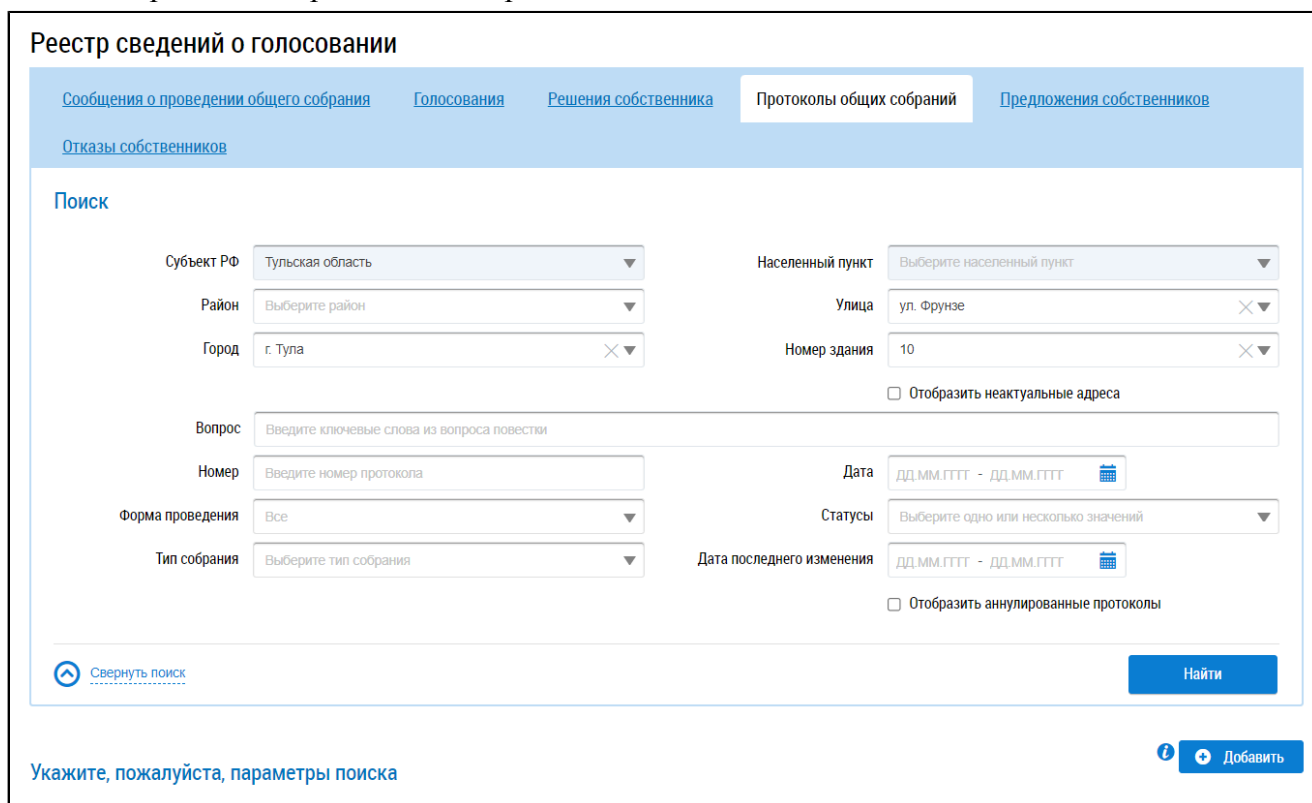 Реестр сведений о голосовании
Сообщения о проведении общего собрания Голосования Решения собственника Протоколы общих собраний Предложения собственников
Отказы собственников
Поиск
Субъект РФ Тульская область Населенный пункт Выберите населенный пункт
Район Выберите район Улица ул. Фрунзе
Город г. Тула Номер здания 10
Отобразить неактуальные адреса
Вопрос Введите ключевые слова из вопроса повестки
Номер Введите номер протокола Дата ДД.ММ.ГГГГ - ДД.ММ.ГГГГ
Форма проведения Все Статусы Выберите одно или несколько значений
Тип собрания Выберите тип собрания Дата последнего изменения ДД.ММ.ГГГГ - ДД.ММ.ГГГГ
Отобразить аннулированные протоколы
Свернуть поиск Найти
Укажите, пожалуйста, параметры поиска Добавить